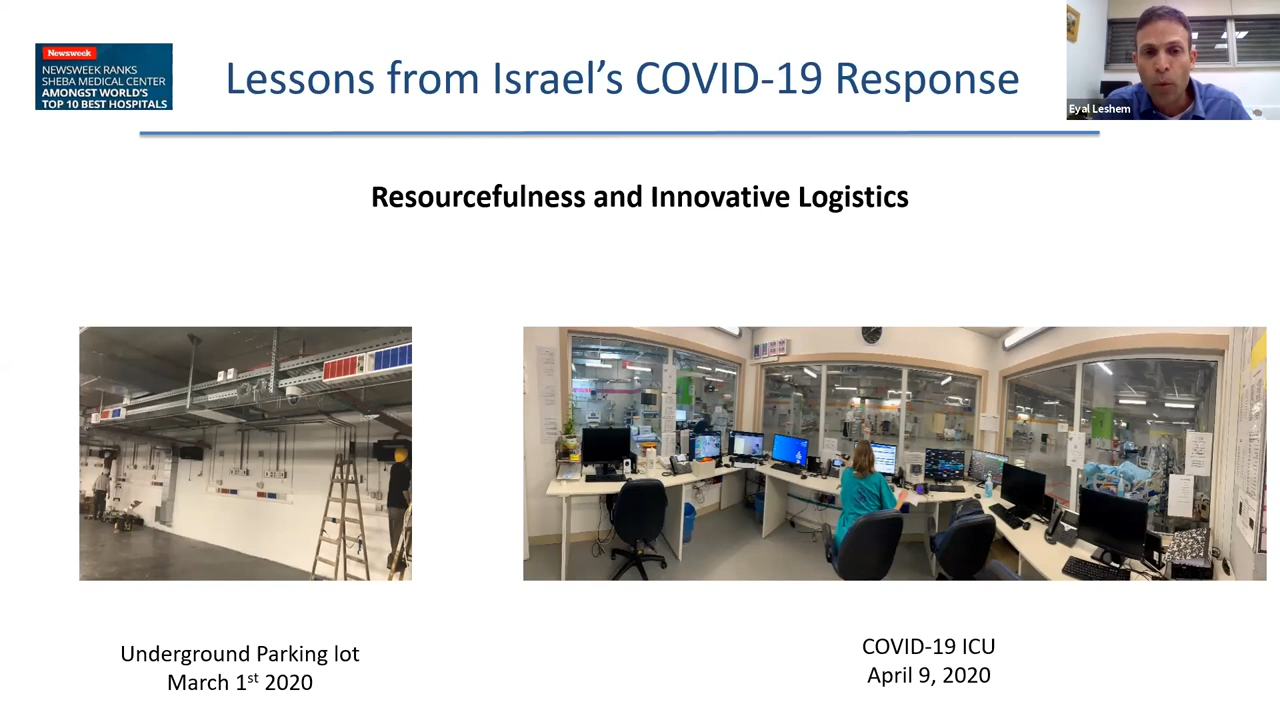 Newsweek
NEWSWEEK RANKS
SHEBA MEDICAL CENTER
AMONGST WORLD'S
TOP 10 BEST HOSPITALS
Lessons from Israel’s COVID-19 Response
Eyal Leshem
Resourcefulness and Innovative Logistics
Underground Parking lot
March 1st 2020
COVID-19 ICU
April 9, 2020